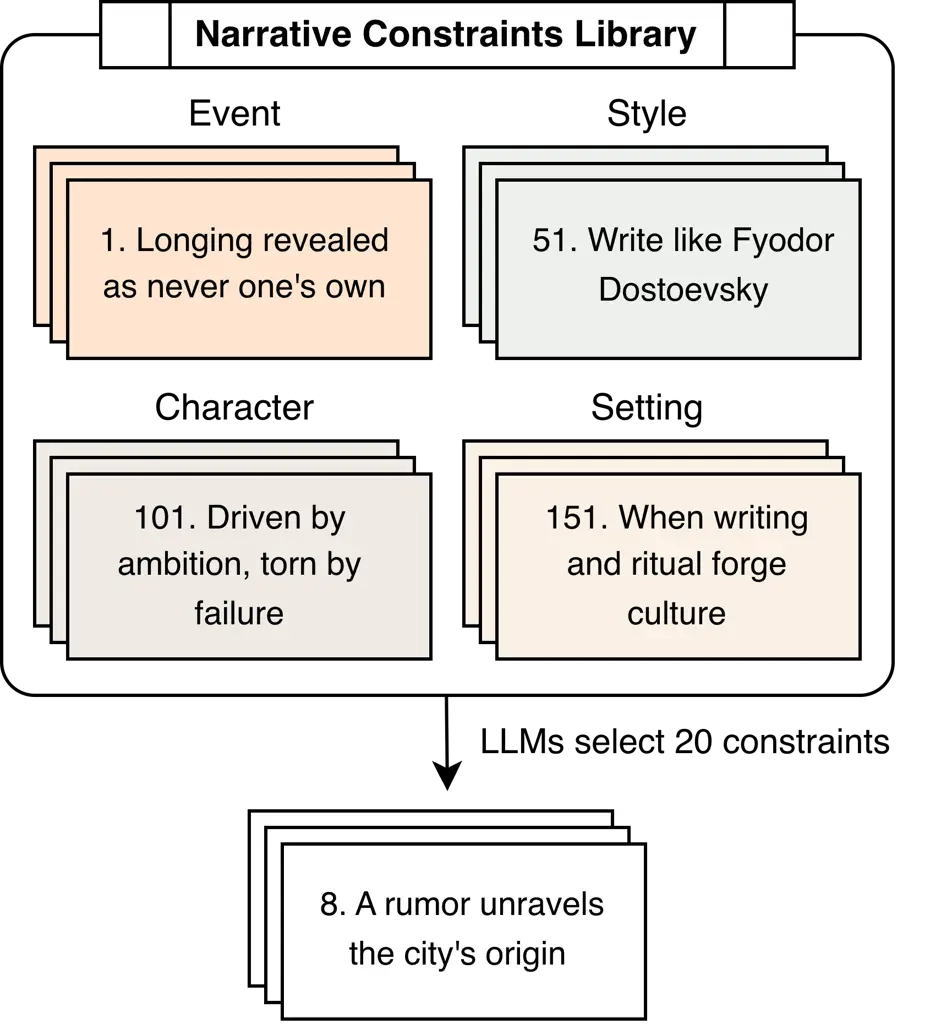 Narrative Constraints Library
Event
Style
1. Longing revealed
as never one's own
51. Write like Fyodor
Dostoevsky
Character
Setting
101. Driven by
ambition, torn by
failure
151. When writing
and ritual forge
culture
LLMs select 20 constraints
8. A rumor unravels
the city's origin